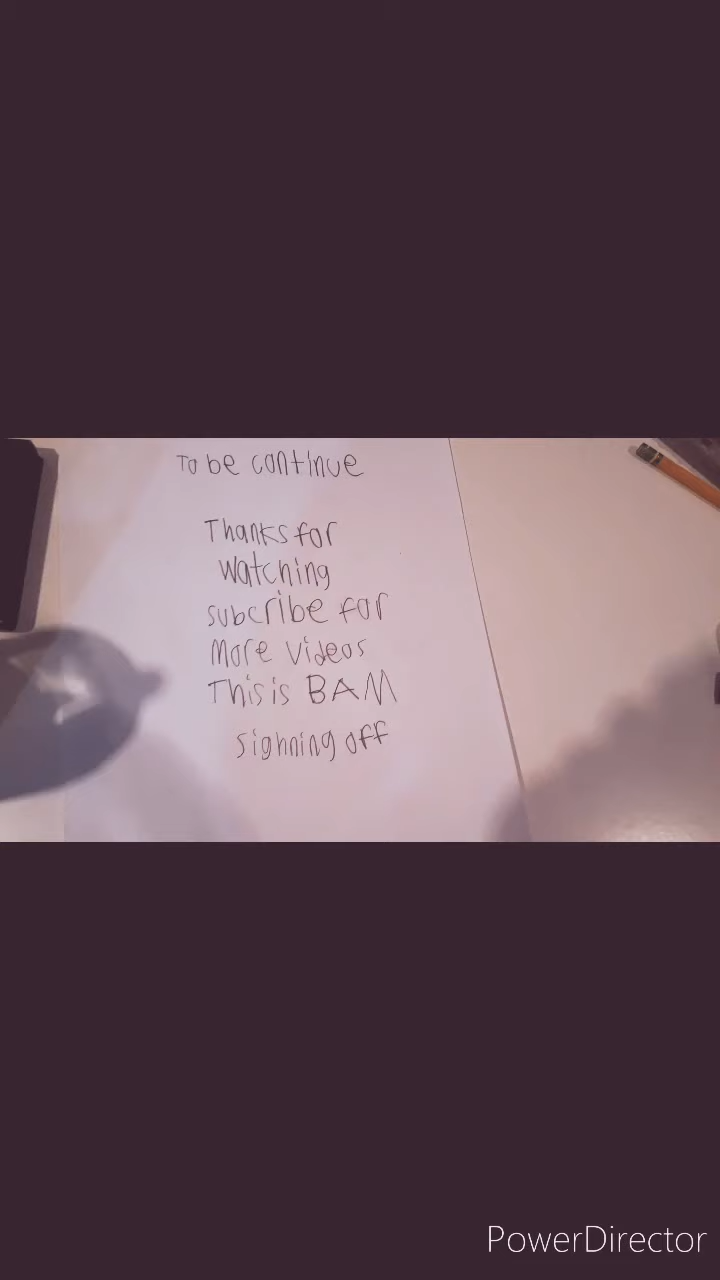 To be continue
Thanks for
watching
subcribe for
More videos
This is BAM
sighning off
PowerDirector